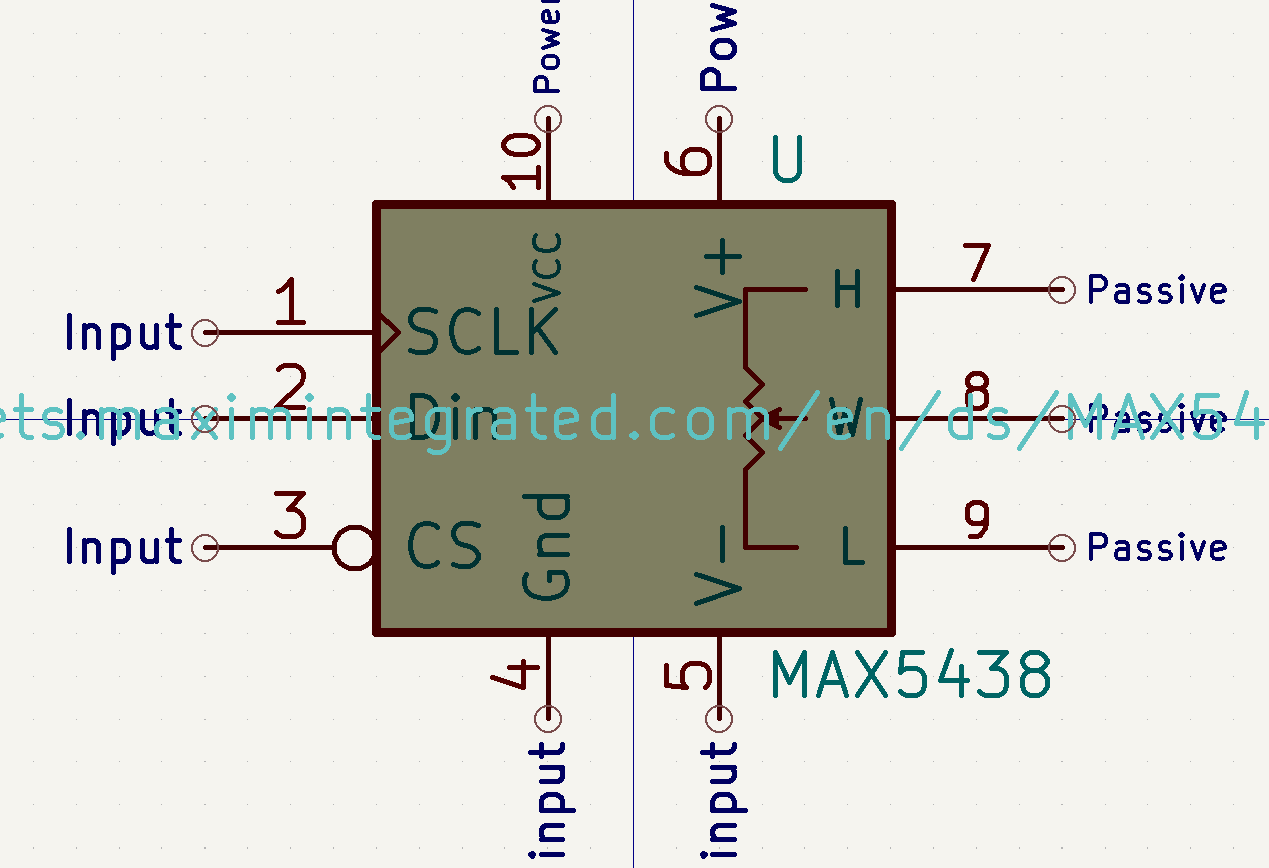 Power
Pow
10
6
U
VCC
V+
H
7
Passive
Input
1
SCLK
2
Input
Din
W
8
Passive
ets.maximintegrated.com/en/ds/MAX54
Input
3
CS
Gnd
V-
L
9
Passive
4
5
MAX5438
input
input